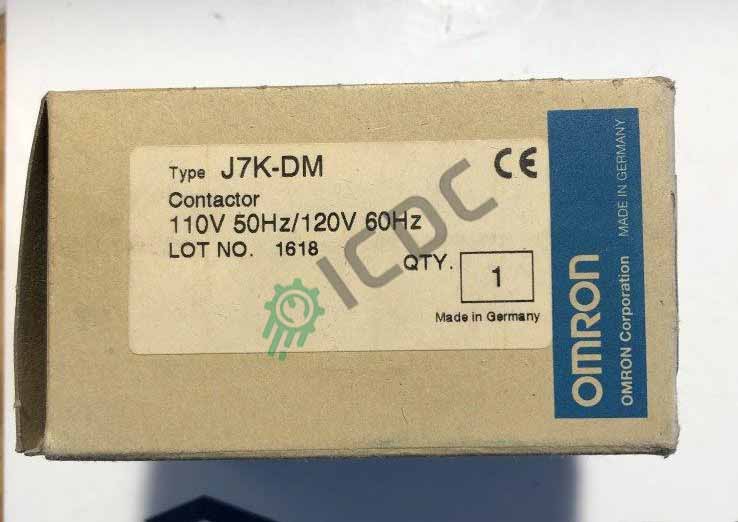 Type J7K-DM
Contactor
110V 50Hz/120V 60Hz
LOT NO. 1618
QTY. 1
Made in Germany
CE
ICDC
OMRON
OMRON Corporation
MADE IN GERMANY